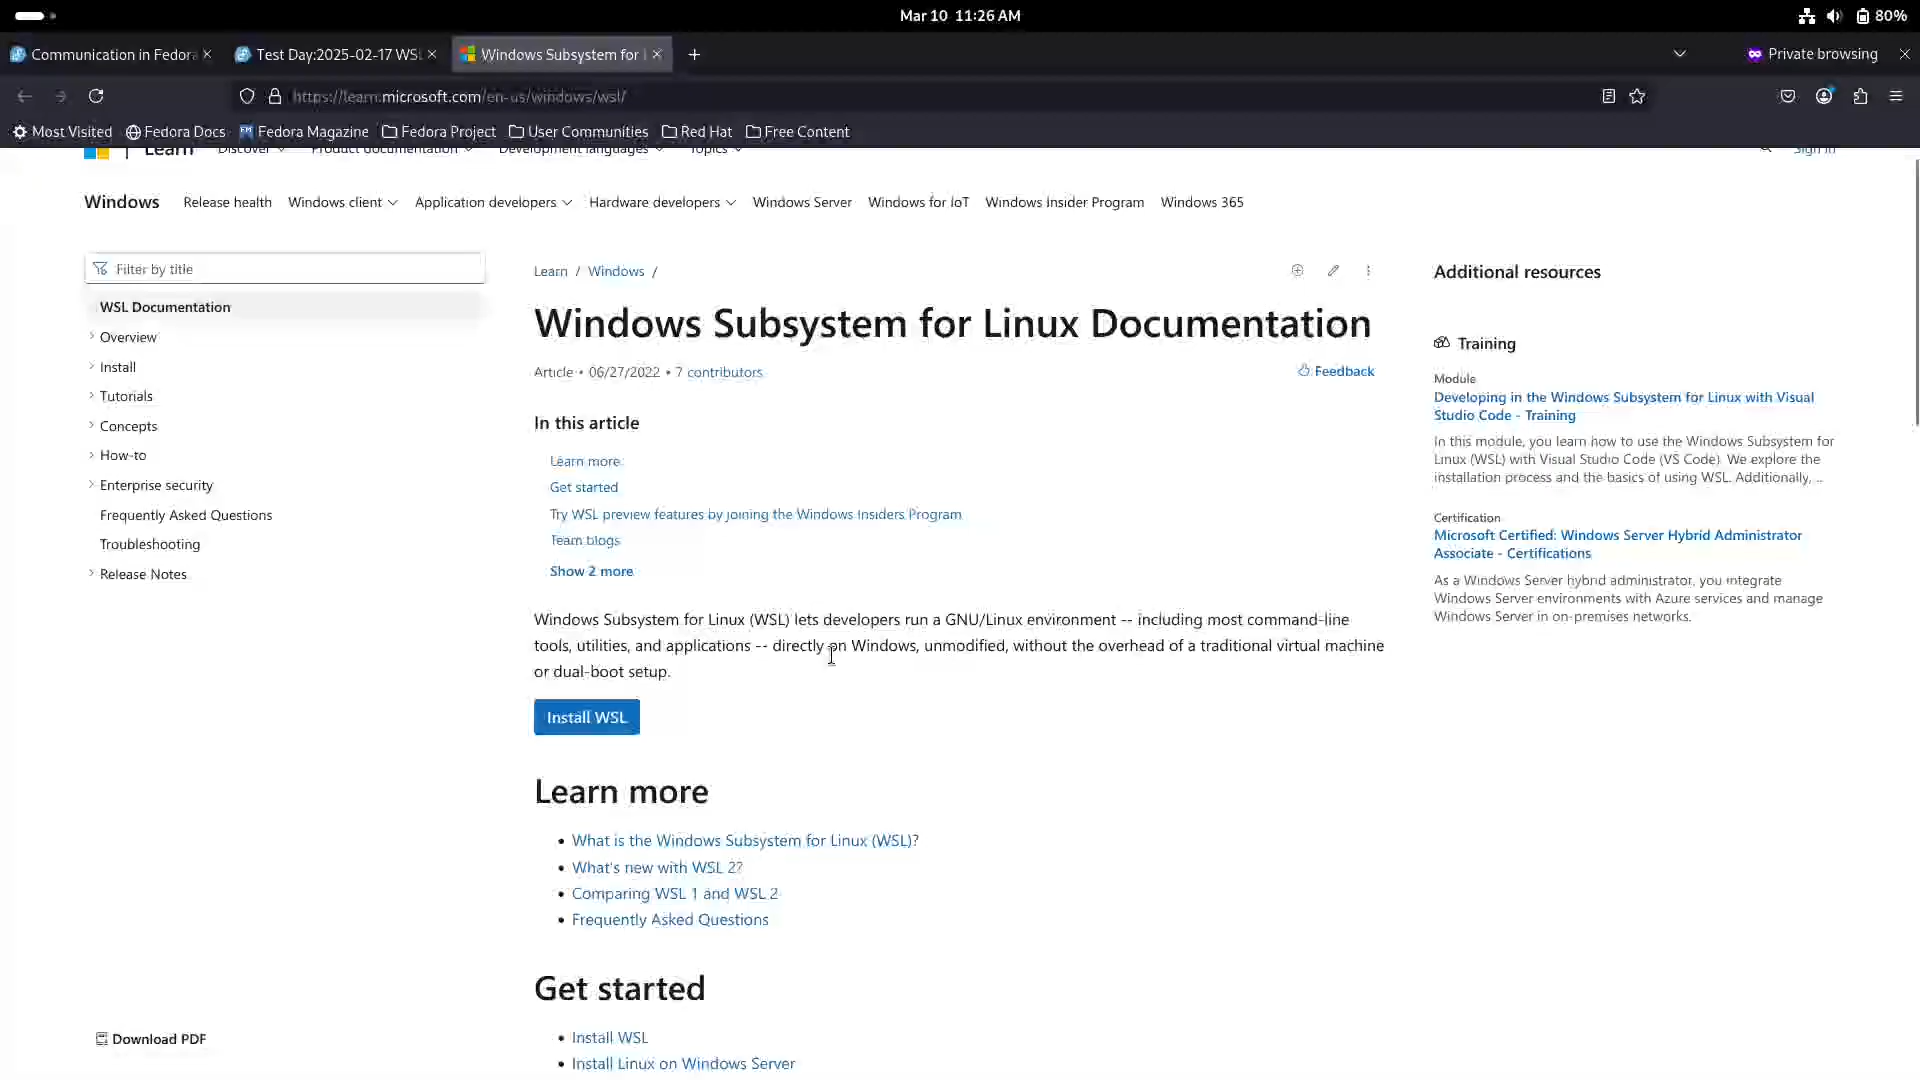 Mar 10 11:26 AM
80%
Communication in Fedora
Test Day:2025-02-17 WSL
Windows Subsystem for
Private browsing
https://learn.microsoft.com/en-us/windows/wsl/
Most Visited
Fedora Docs
Fedora Magazine
Fedora Project
User Communities
Red Hat
Free Content
Learn
Discover
Product documentation
Development languages
Topics
Sign in
Windows
Release health
Windows client
Application developers
Hardware developers
Windows Server
Windows for IoT
Windows Insider Program
Windows 365
Filter by title
WSL Documentation
Overview
Install
Tutorials
Concepts
How-to
Enterprise security
Frequently Asked Questions
Troubleshooting
Release Notes
Download PDF
Learn / Windows /
Windows Subsystem for Linux Documentation
Article • 06/27/2022 • 7 contributors
Feedback
In this article
Learn more
Get started
Try WSL preview features by joining the Windows Insiders Program
Team blogs
Show 2 more
Windows Subsystem for Linux (WSL) lets developers run a GNU/Linux environment -- including most command-line
tools, utilities, and applications -- directly on Windows, unmodified, without the overhead of a traditional virtual machine
or dual-boot setup.
Install WSL
Learn more
• What is the Windows Subsystem for Linux (WSL)?
• What's new with WSL 2?
• Comparing WSL 1 and WSL 2
• Frequently Asked Questions
Get started
• Install WSL
• Install Linux on Windows Server
Additional resources
Training
Module
Developing in the Windows Subsystem for Linux with Visual
Studio Code - Training
In this module, you learn how to use the Windows Subsystem for
Linux (WSL) with Visual Studio Code (VS Code). We explore the
installation process and the basics of using WSL. Additionally, ...
Certification
Microsoft Certified: Windows Server Hybrid Administrator
Associate - Certifications
As a Windows Server hybrid administrator, you integrate
Windows Server environments with Azure services and manage
Windows Server in on-premises networks.